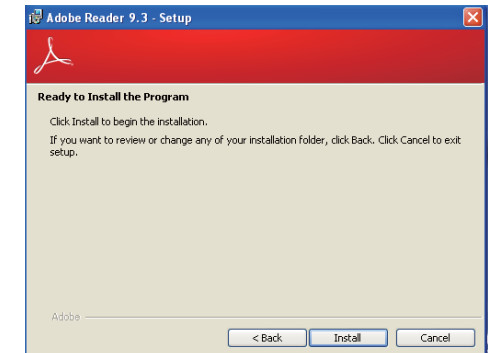 Adobe Reader 9.3 - Setup
Ready to Install the Program
Click Install to begin the installation.
If you want to review or change any of your installation folder, click Back. Click Cancel to exit
setup.
Adobe
< Back Install Cancel